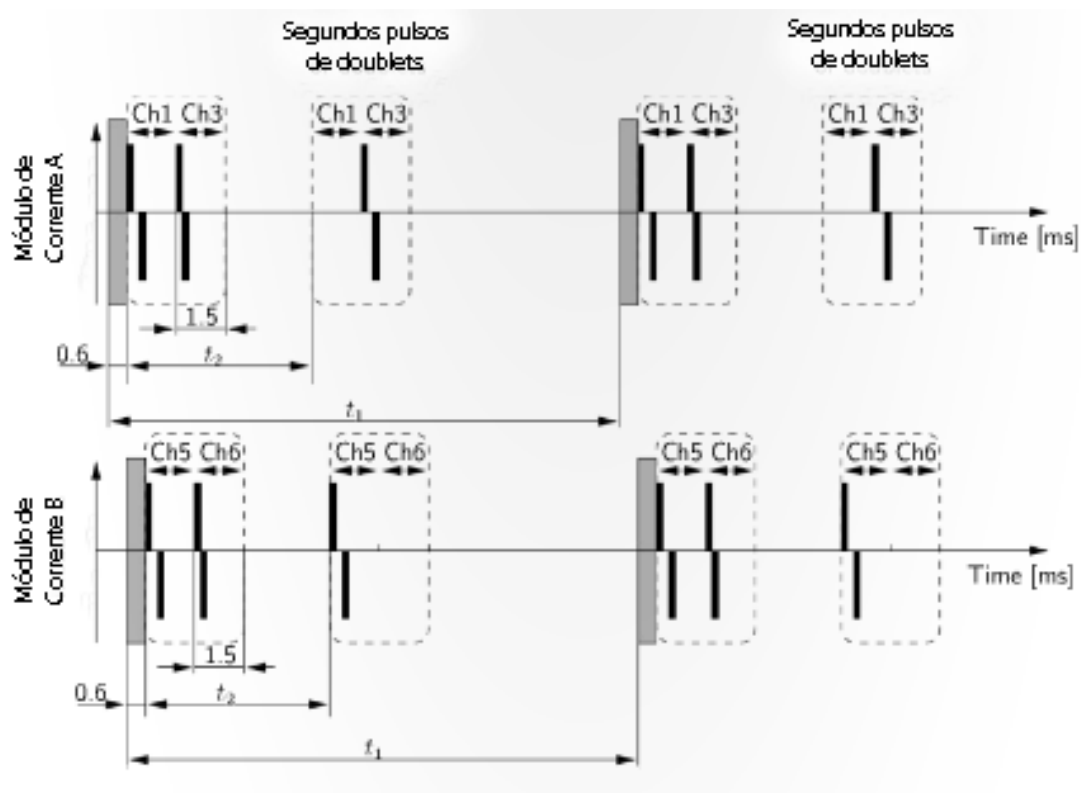 Segundos pulsos
de doublets
Segundos pulsos
de doublets
Ch1 Ch3
Ch1 Ch3
Ch1 Ch3
Ch1 Ch3
Módulo de
Corrente A
Time [ms]
1.5
0.6
t₂
t₁
Ch5 Ch6
Ch5 Ch6
Ch5 Ch6
Ch5 Ch6
Módulo de
Corrente B
Time [ms]
1.5
0.6
t₂
t₁